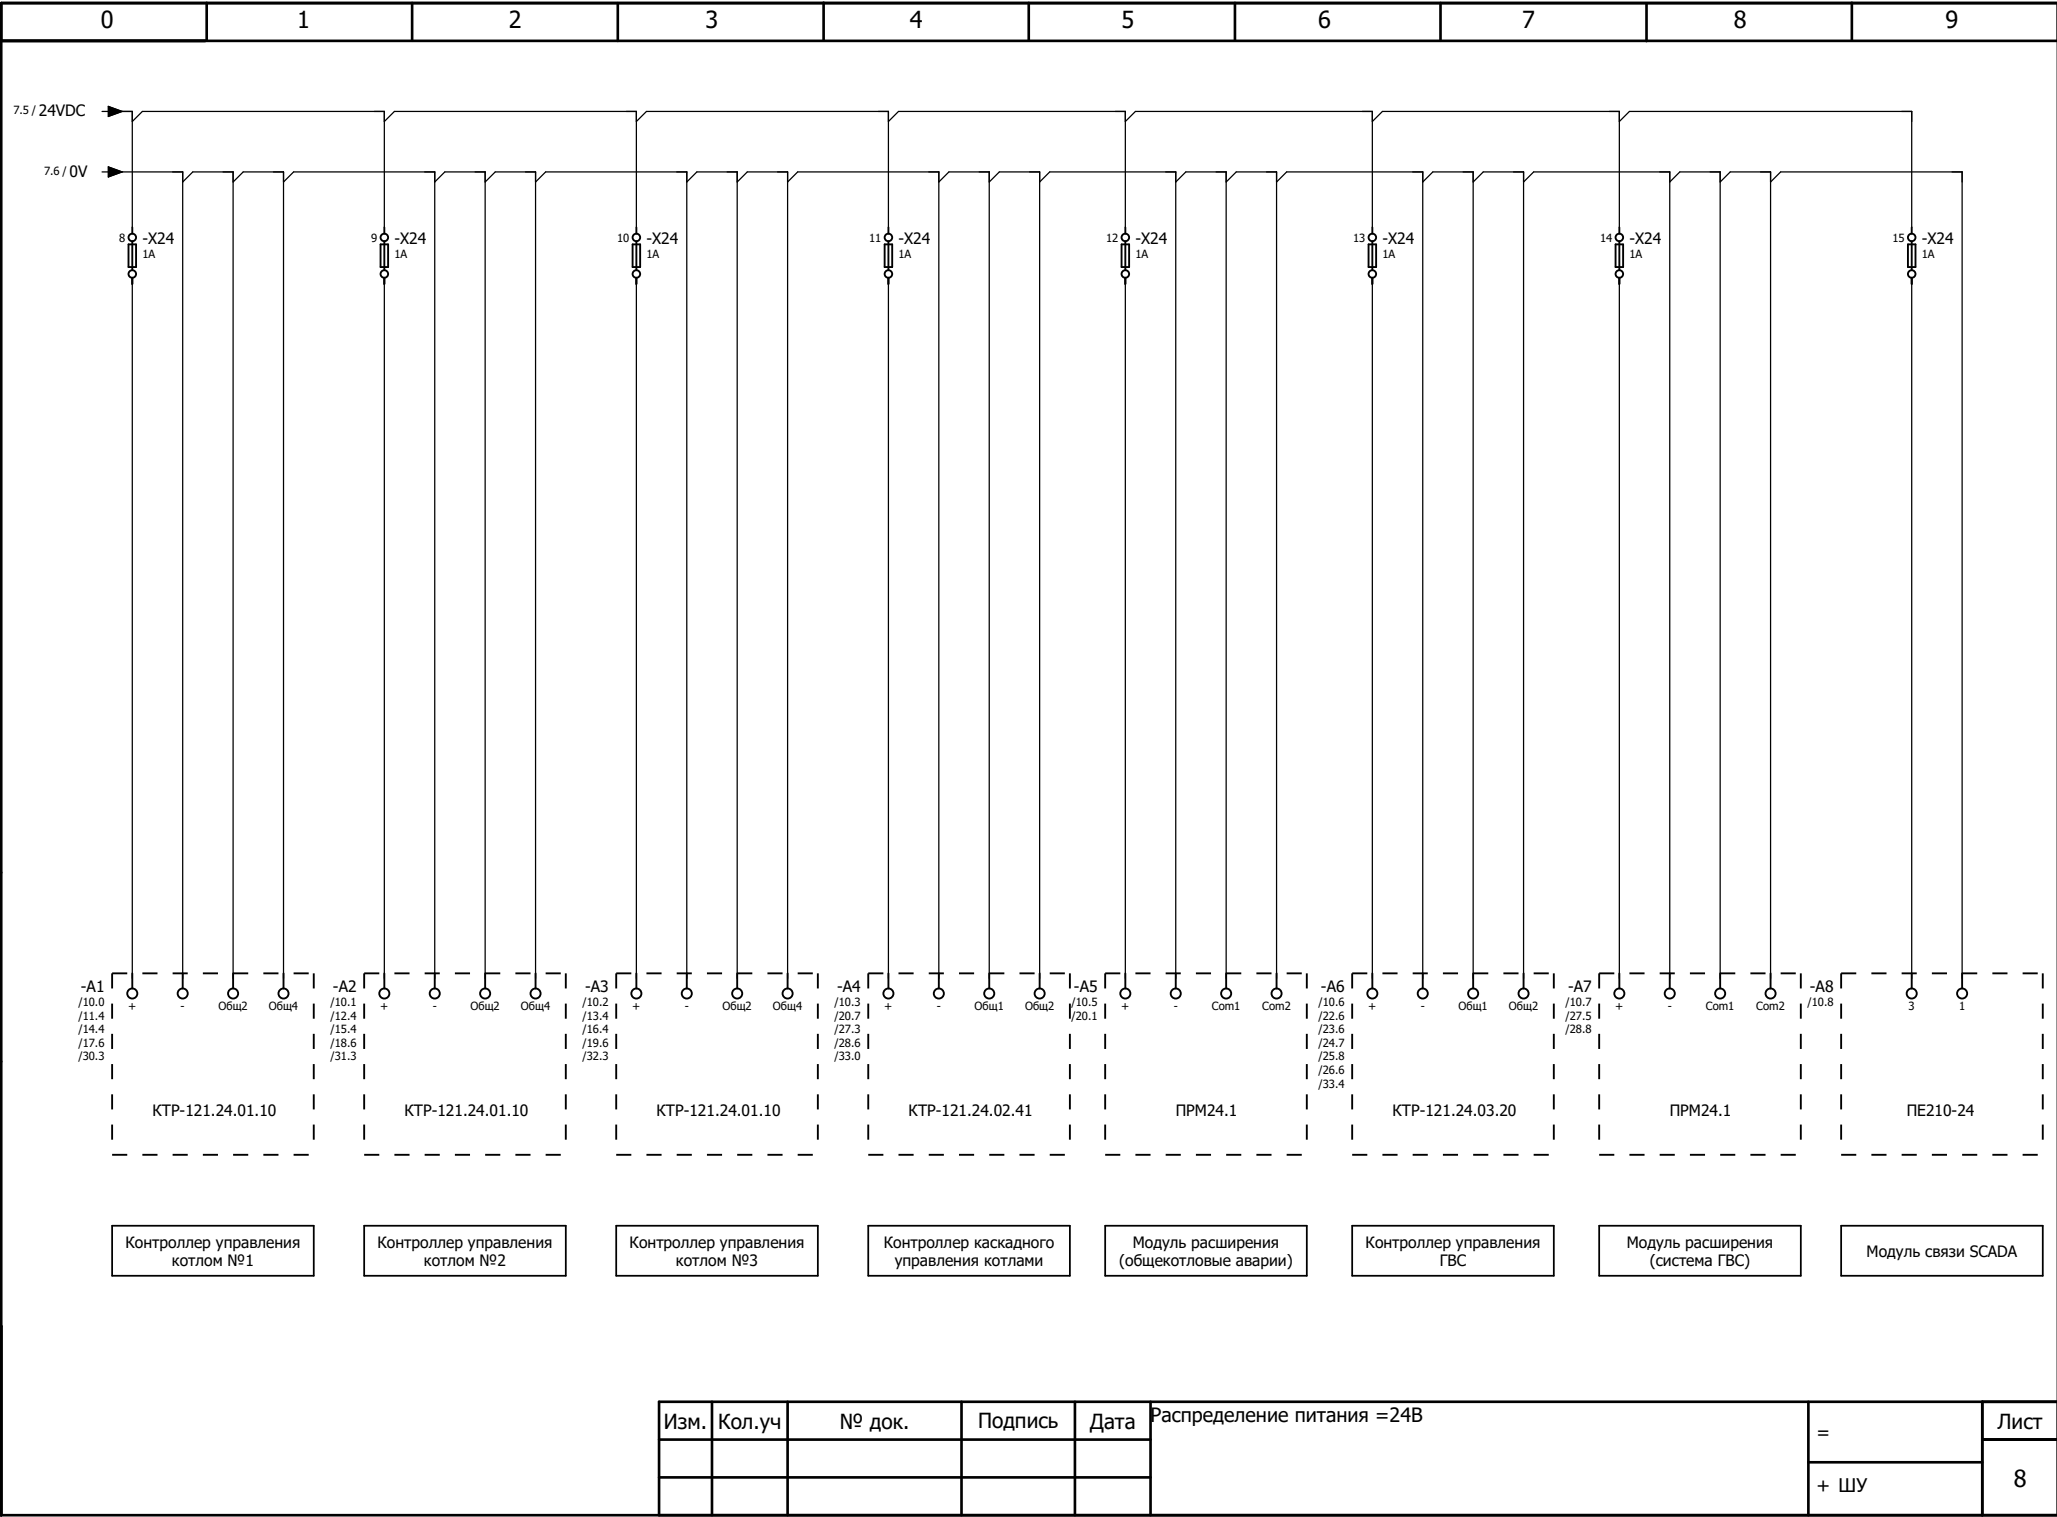 0 1 2 3 4 5 6 7 8 9
7.5 / 24VDC
7.6 / 0V
8 -X24 9 -X24 10 -X24 11 -X24 12 -X24 13 -X24 14 -X24 15 -X24
1A 1A 1A 1A 1A 1A 1A 1A
-A1
/10.0
/11.4
/14.4
/17.6
/30.3
+ - Общ2 Общ4
КТР-121.24.01.10
-A2
/10.1
/12.4
/15.4
/18.6
/31.3
+ - Общ2 Общ4
КТР-121.24.01.10
-A3
/10.2
/13.4
/16.4
/19.6
/32.3
+ - Общ2 Общ4
КТР-121.24.01.10
-A4
/10.3
/20.7
/27.3
/28.6
/33.0
+ - Общ1 Общ2
КТР-121.24.02.41
-A5
/10.5
/20.1
+ - Com1 Com2
ПРМ24.1
-A6
/10.6
/22.6
/23.6
/24.7
/25.8
/26.6
/33.4
+ - Общ1 Общ2
КТР-121.24.03.20
-A7
/10.7
/27.5
/28.8
+ - Com1 Com2
ПРМ24.1
-A8
/10.8
3 1
ПЕ210-24
Контроллер управления
котлом №1
Контроллер управления
котлом №2
Контроллер управления
котлом №3
Контроллер каскадного
управления котлами
Модуль расширения
(общекотловые аварии)
Контроллер управления
ГВС
Модуль расширения
(система ГВС)
Модуль связи SCADA
Изм. Кол.уч № док. Подпись Дата
Распределение питания =24В
=
+ ШУ
Лист
8